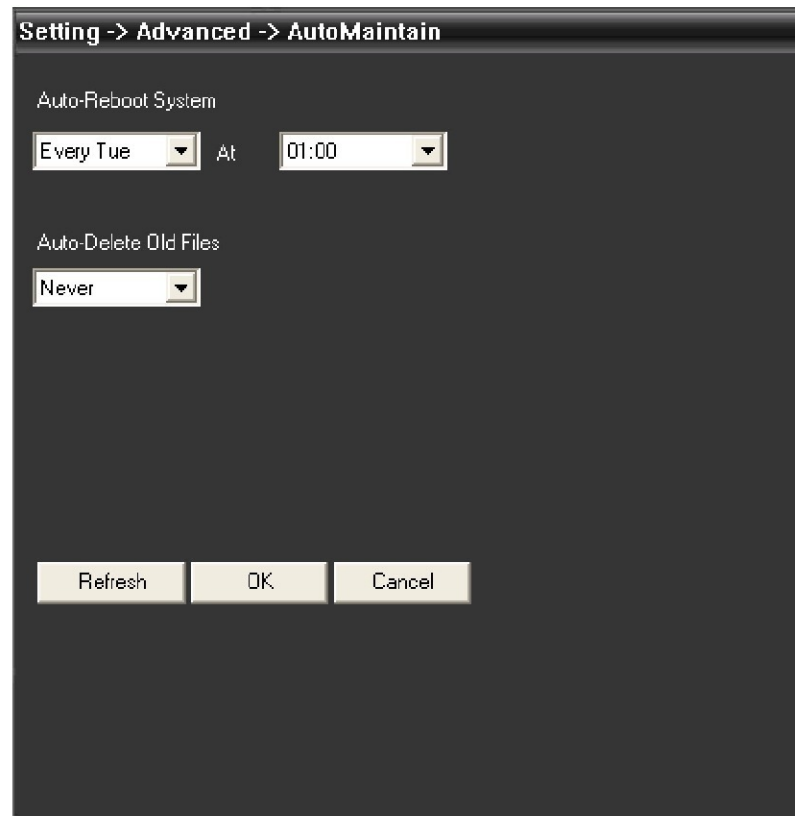 Setting -> Advanced -> AutoMaintain
Auto-Reboot System
Every Tue At 01:00
Auto-Delete Old Files
Never
Refresh OK Cancel